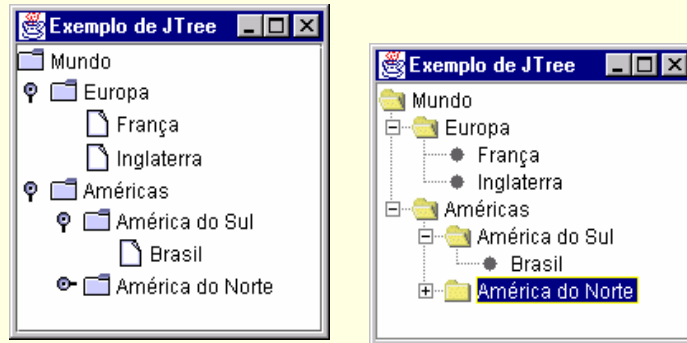 Exemplo de JTree
Mundo
Europa
França
Inglaterra
Américas
América do Sul
Brasil
América do Norte
Exemplo de JTree
Mundo
Europa
França
Inglaterra
Américas
América do Sul
Brasil
América do Norte